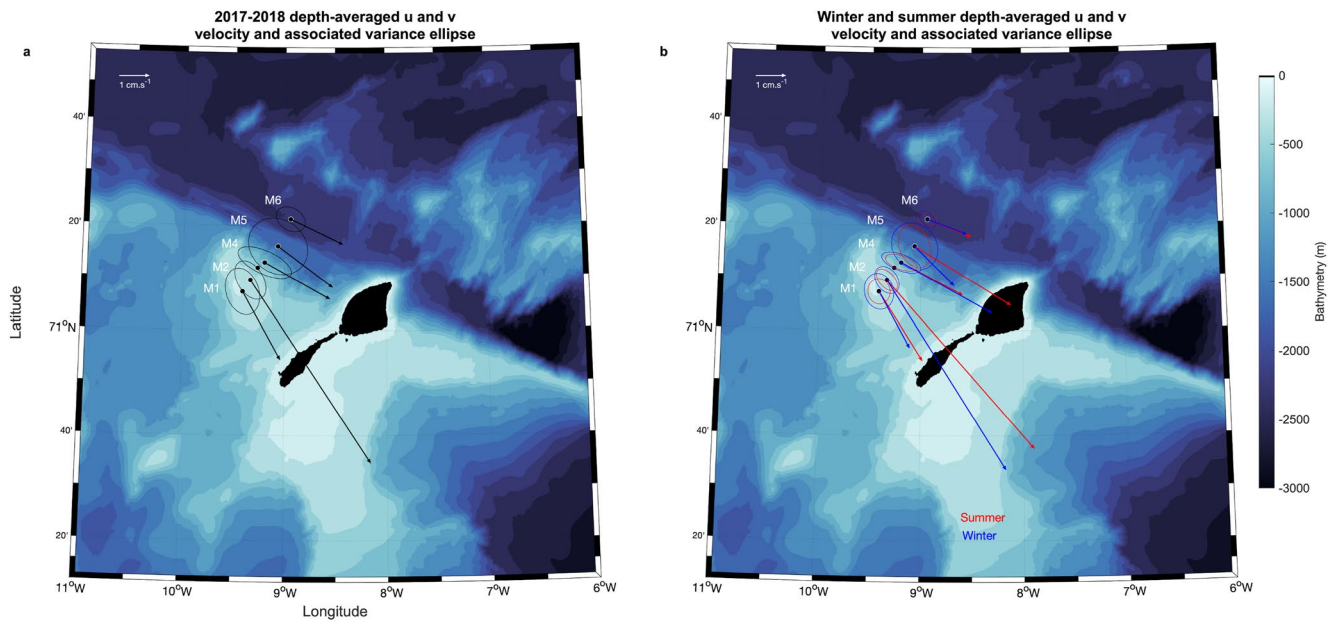 2017-2018 depth-averaged u and v
velocity and associated variance ellipse
a
1 cm.s-1
40'
20'
71°N
40'
20'
Latitude
M6
M5
M4
M2
M1
11°W
10°W
9°W
8°W
7°W
6°W
Longitude
Winter and summer depth-averaged u and v
velocity and associated variance ellipse
b
1 cm.s-1
40'
20'
71°N
40'
20'
M6
M5
M4
M2
M1
Summer
Winter
11°W
10°W
9°W
8°W
7°W
6°W
0
-500
-1000
-1500
-2000
-2500
-3000
Bathymetry (m)